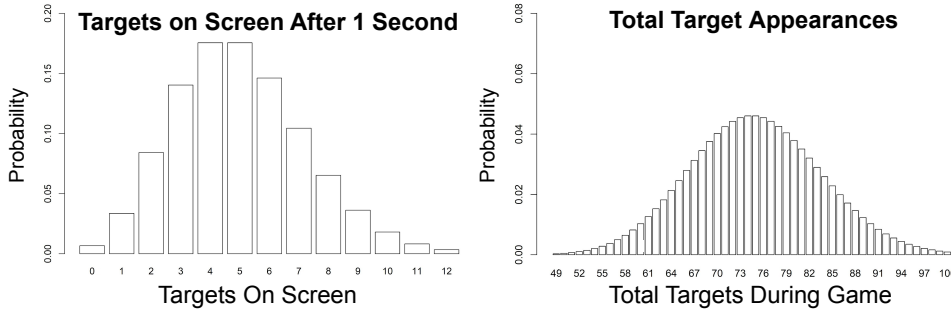 Targets on Screen After 1 Second
0.20
0.15
0.10
0.05
0.00
Probability
0 1 2 3 4 5 6 7 8 9 10 11 12
Targets On Screen
Total Target Appearances
0.08
0.06
0.04
0.02
0.00
Probability
49 52 55 58 61 64 67 70 73 76 79 82 85 88 91 94 97
Total Targets During Game